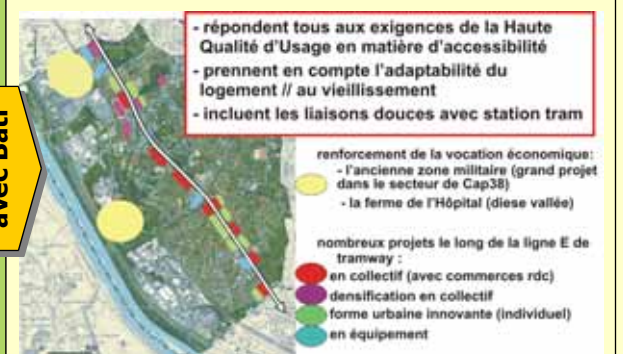 - répondent tous aux exigences de la Haute
Qualité d'Usage en matière d'accessibilité
- prennent en compte l'adaptabilité du
logement // au vieillissement
- incluent les liaisons douces avec station tram
avec Bâti
renforcement de la vocation économique:
- l'ancienne zone militaire (grand projet
dans le secteur de Cap38)
- la ferme de l'Hôpital (diese vallée)
nombreux projets le long de la ligne E de
tramway :
en collectif (avec commerces rdc)
densification en collectif
forme urbaine innovante (individuel)
en équipement